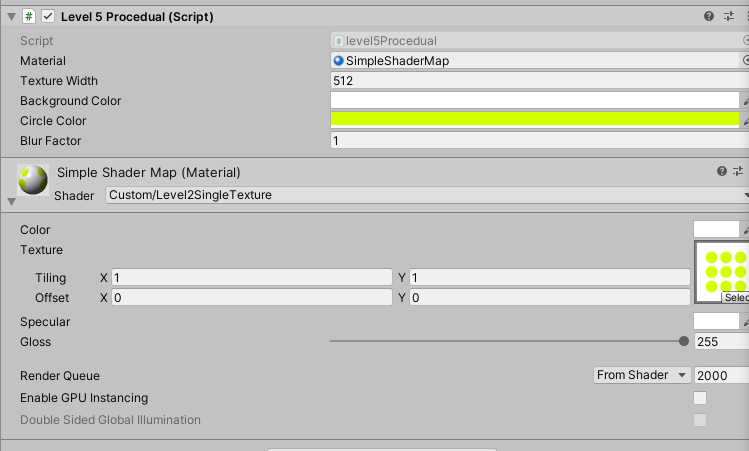 Level 5 Procedual (Script)
Script level5Procedual
Material SimpleShaderMap
Texture Width 512
Background Color
Circle Color
Blur Factor 1
Simple Shader Map (Material)
Shader Custom/Level2SingleTexture
Color
Texture
Tiling X 1 Y 1
Offset X 0 Y 0
Selec
Specular
Gloss 255
Render Queue From Shader 2000
Enable GPU Instancing
Double Sided Global Illumination